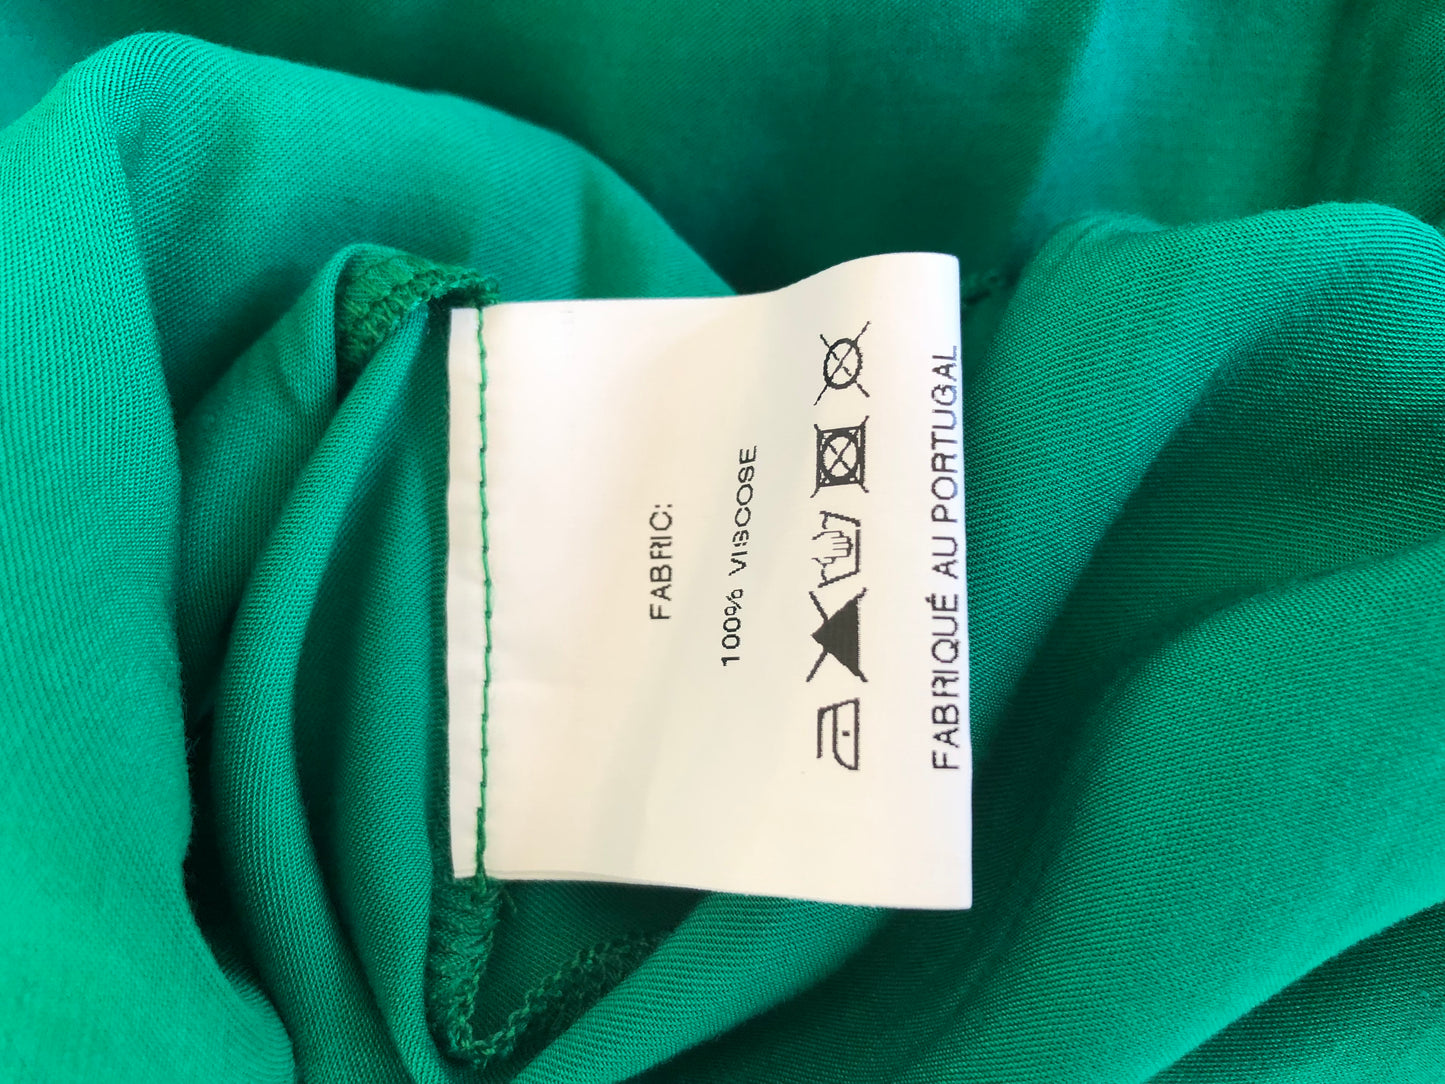 FABRIC:
100% VISCOSE
FABRIQUÉ AU PORTUGAL